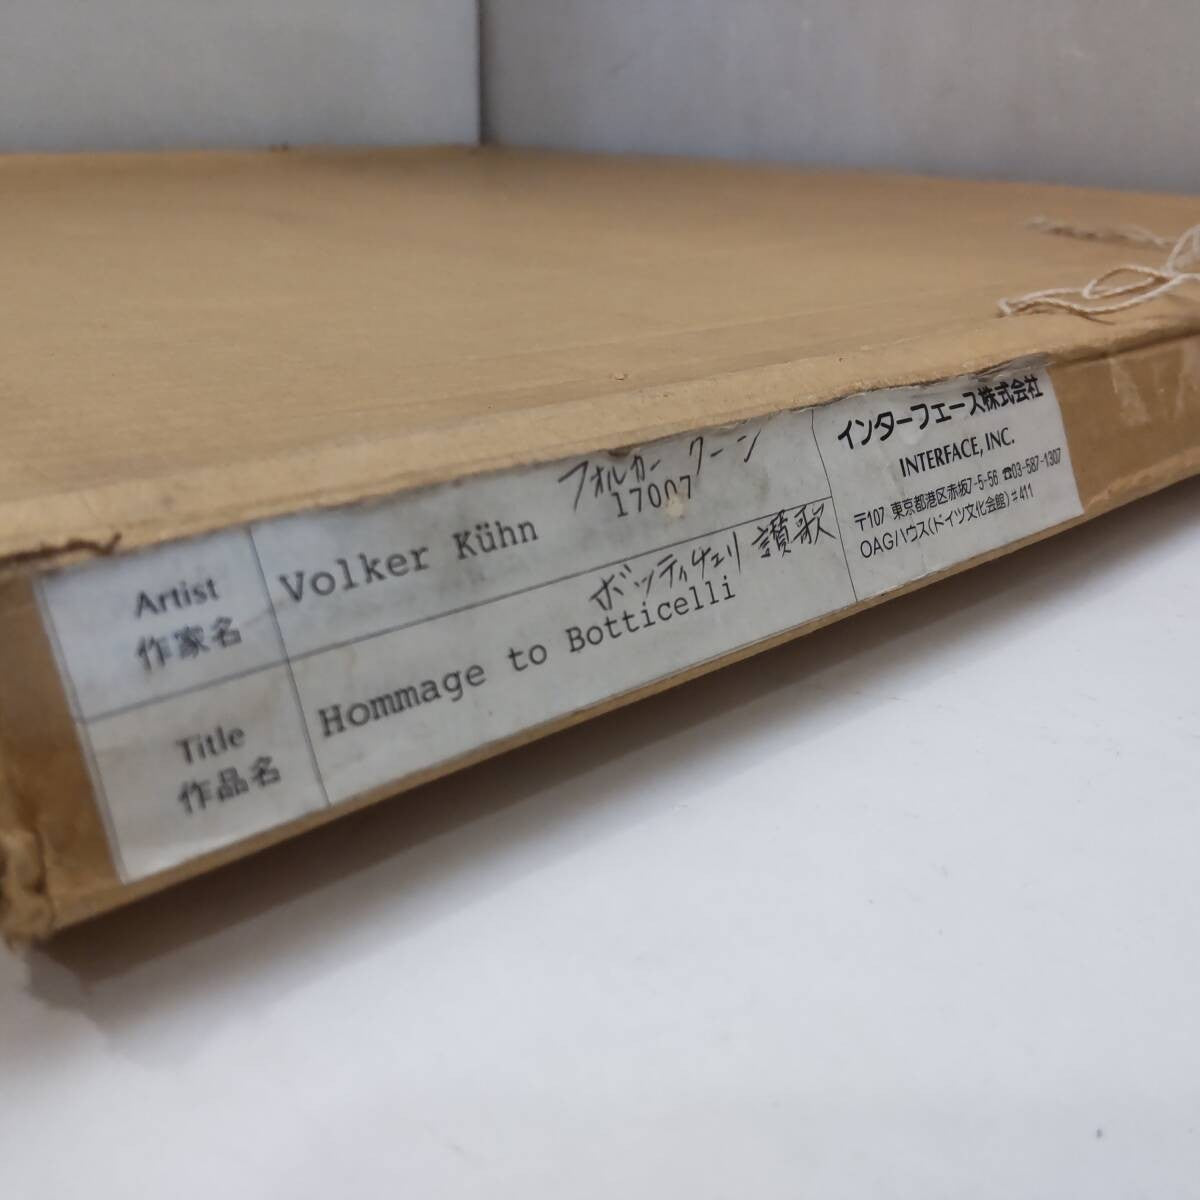 Artist
作家名
Volker Kühn
フォルカー クーン
17007
Title
作品名
Hommage to Botticelli
ボッティチェリ 讃歌
インターフェース株式会社
INTERFACE, INC.
〒107 東京都港区赤坂7-5-56 ☎03-587-1307
OAGハウス(ドイツ文化会館)#411